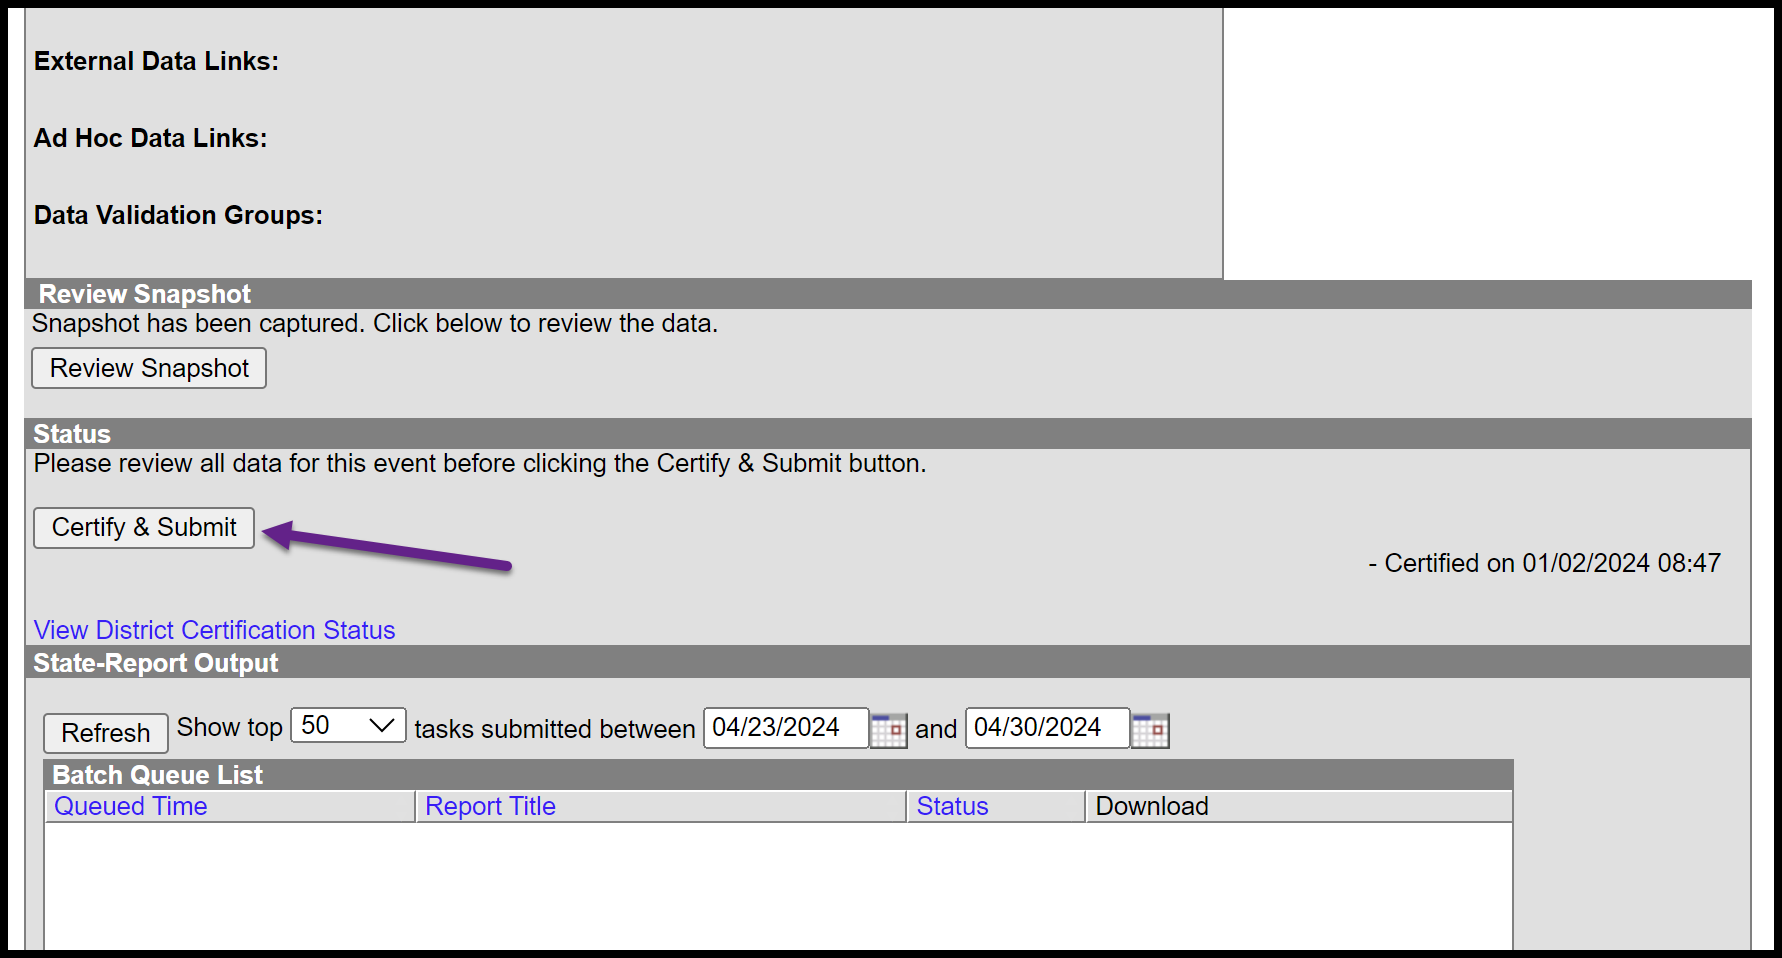 External Data Links:
Ad Hoc Data Links:
Data Validation Groups:
Review Snapshot
Snapshot has been captured. Click below to review the data.
Review Snapshot
Status
Please review all data for this event before clicking the Certify & Submit button.
Certify & Submit
- Certified on 01/02/2024 08:47
View District Certification Status
State-Report Output
Refresh Show top 50 tasks submitted between 04/23/2024 and 04/30/2024
Batch Queue List
Queued Time Report Title Status Download